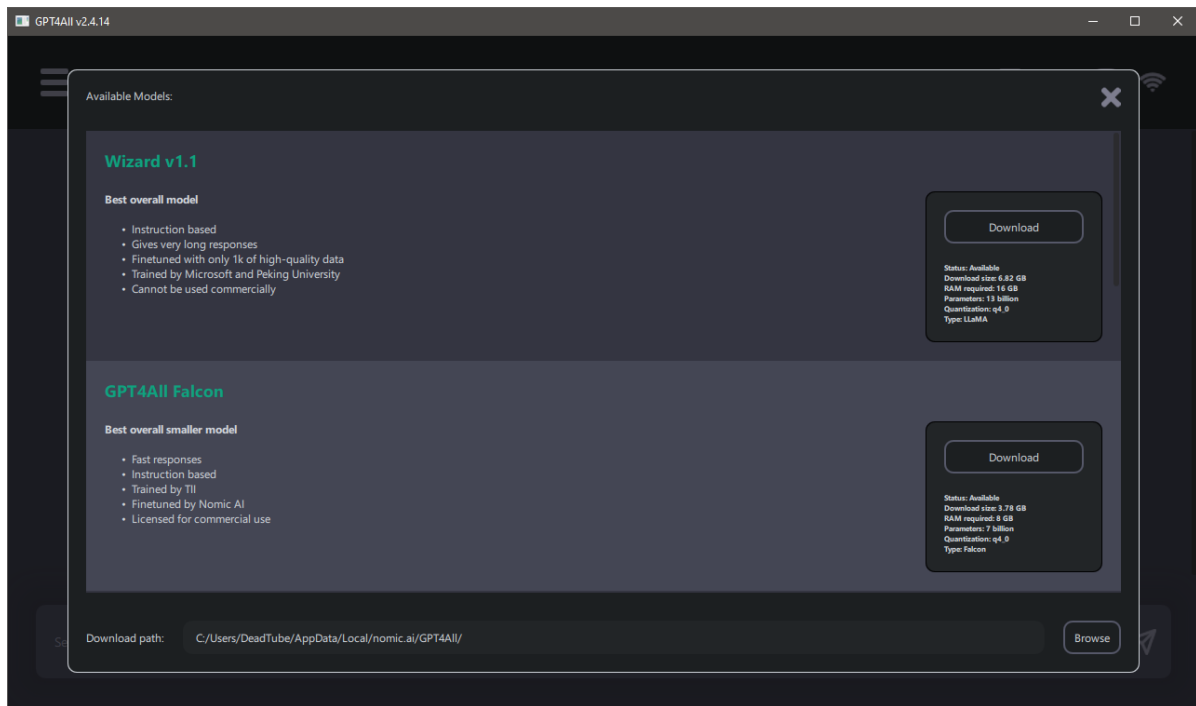 GPT4All v2.4.14
Available Models:
Wizard v1.1
Best overall model
• Instruction based
• Gives very long responses
• Finetuned with only 1k of high-quality data
• Trained by Microsoft and Peking University
• Cannot be used commercially
Download
Status: Available
Download size: 6.82 GB
RAM required: 16 GB
Parameters: 13 billion
Quantization: q4_0
Type: LLaMA
GPT4All Falcon
Best overall smaller model
• Fast responses
• Instruction based
• Trained by TII
• Finetuned by Nomic AI
• Licensed for commercial use
Download
Status: Available
Download size: 3.78 GB
RAM required: 8 GB
Parameters: 7 billion
Quantization: q4_0
Type: Falcon
Download path: C:/Users/DeadTube/AppData/Local/nomic.ai/GPT4All/ Browse